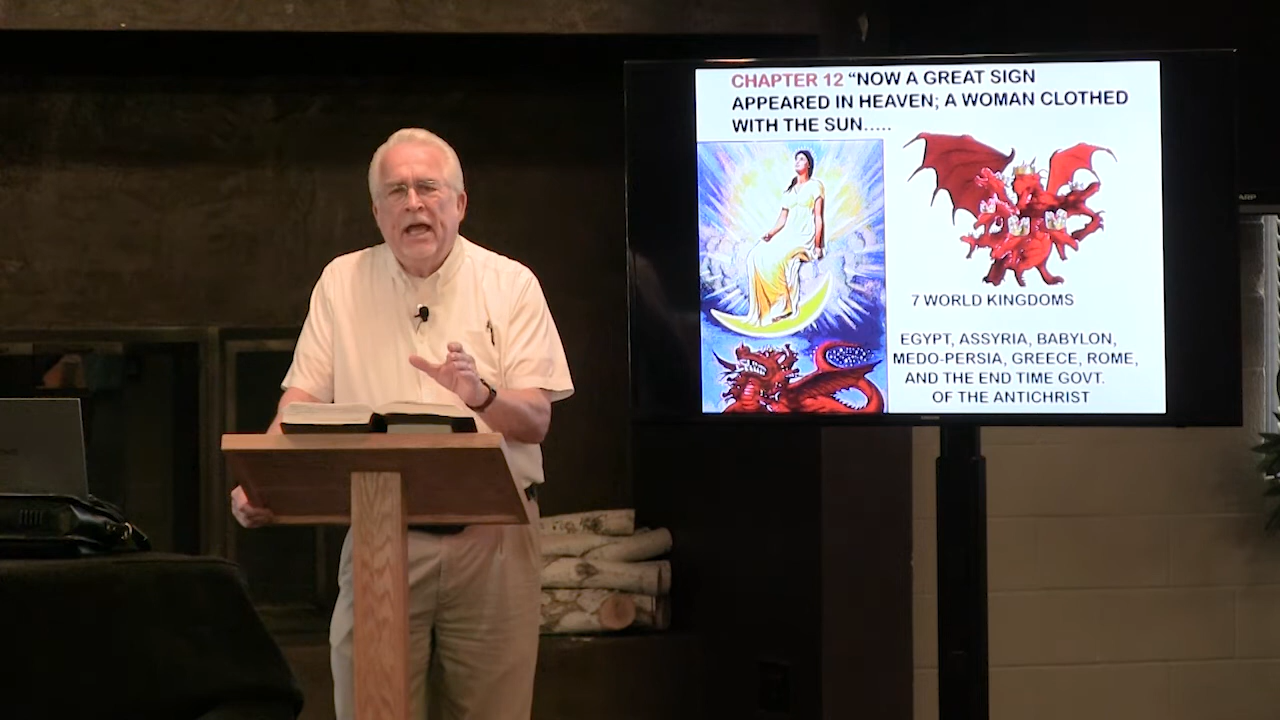 CHAPTER 12 “NOW A GREAT SIGN
APPEARED IN HEAVEN; A WOMAN CLOTHED
WITH THE SUN.....
7 WORLD KINGDOMS
EGYPT, ASSYRIA, BABYLON,
MEDO-PERSIA, GREECE, ROME,
AND THE END TIME GOVT.
OF THE ANTICHRIST